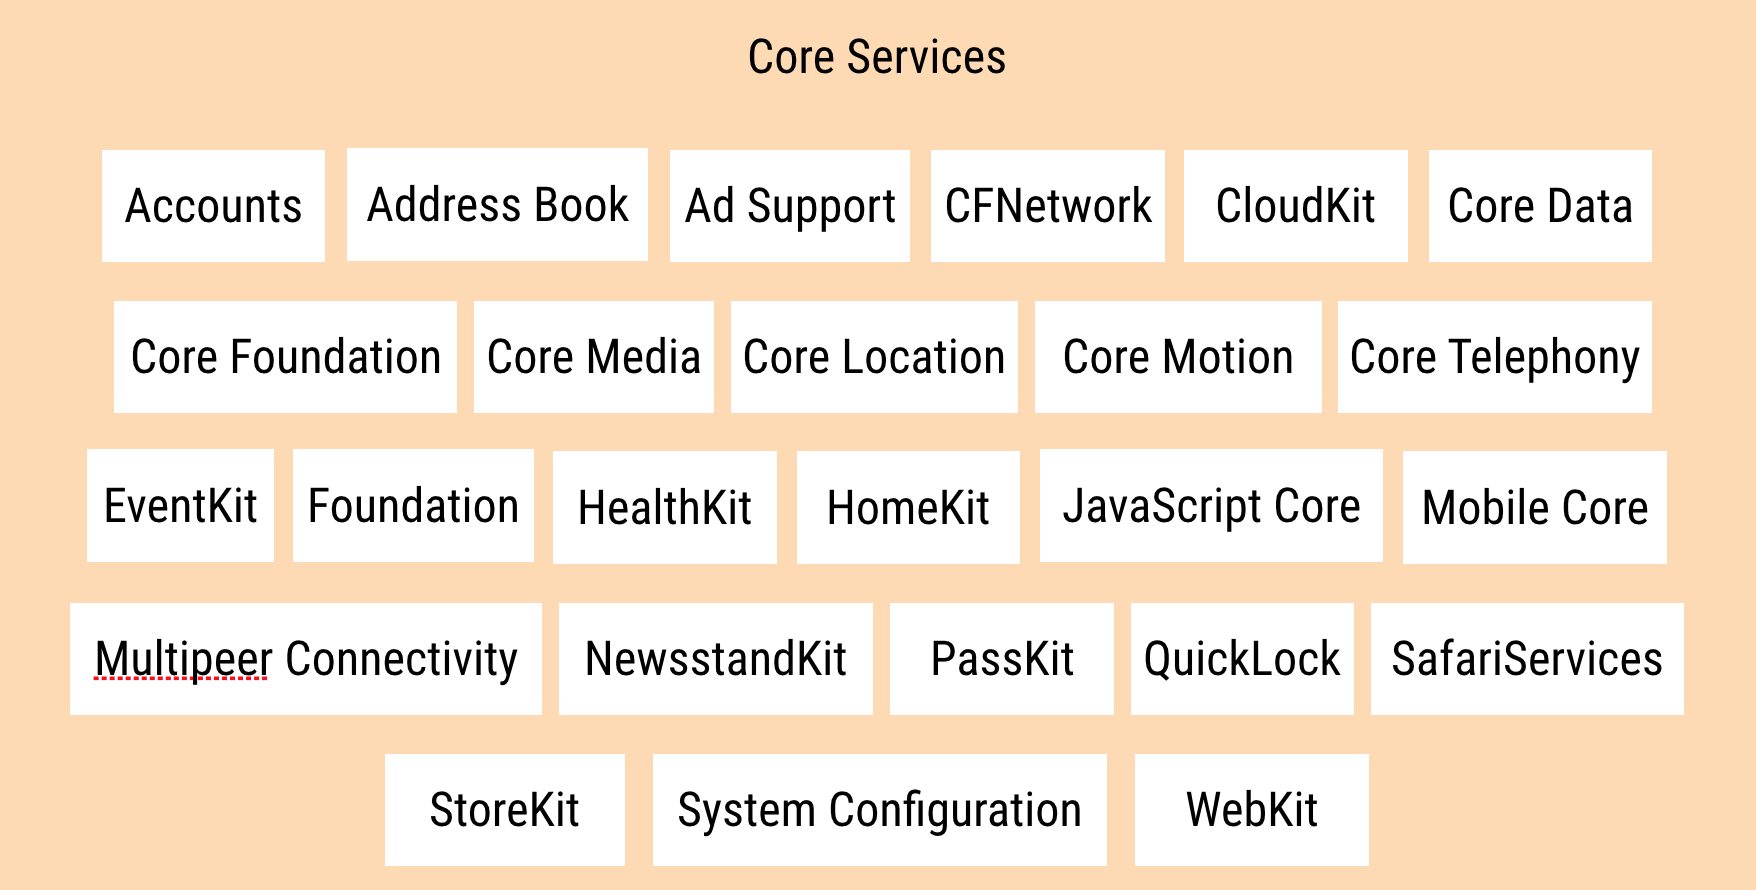 Core Services
Accounts Address Book Ad Support CFNetwork CloudKit Core Data
Core Foundation Core Media Core Location Core Motion Core Telephony
EventKit Foundation HealthKit HomeKit JavaScript Core Mobile Core
Multipeer Connectivity NewsstandKit PassKit QuickLock SafariServices
StoreKit System Configuration WebKit